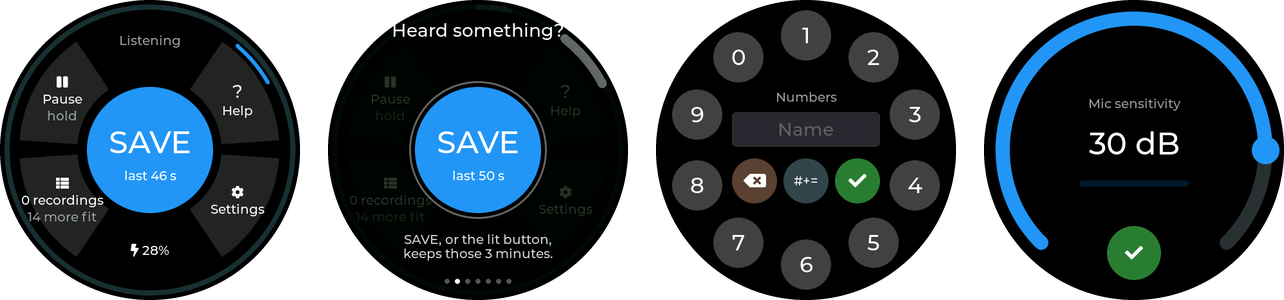 Listening
Pause
hold
?
Help
SAVE
last 46 s
0 recordings
14 more fit
Settings
28%
Heard something?
Pause
hold
?
Help
SAVE
last 50 s
0 recordings
14 more fit
Settings
SAVE, or the lit button,
keeps those 3 minutes.
1
0
2
9
3
Numbers
Name
#+=
8
4
7
5
6
Mic sensitivity
30 dB